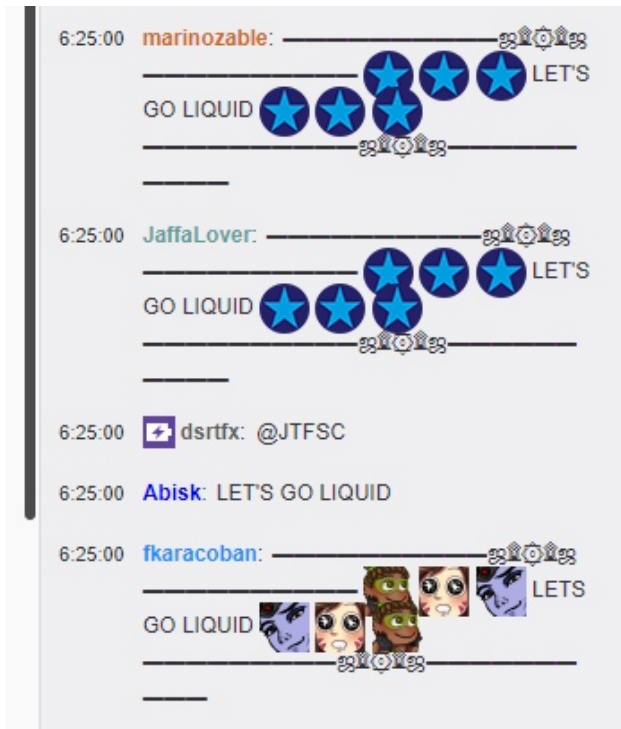 6:25:00 marinozable: ——————————ஜ۩۞۩ஜ
—————————— LET'S
GO LIQUID
——————————ஜ۩۞۩ஜ———————
————
6:25:00 JaffaLover: ——————————ஜ۩۞۩ஜ
—————————— LET'S
GO LIQUID
——————————ஜ۩۞۩ஜ———————
————
6:25:00 dsrtfx: @JTFSC
6:25:00 Abisk: LET'S GO LIQUID
6:25:00 fkaracoban: ——————————ஜ۩۞۩ஜ
—————————— LETS
GO LIQUID
—————————ஜ۩۞۩ஜ———————
———